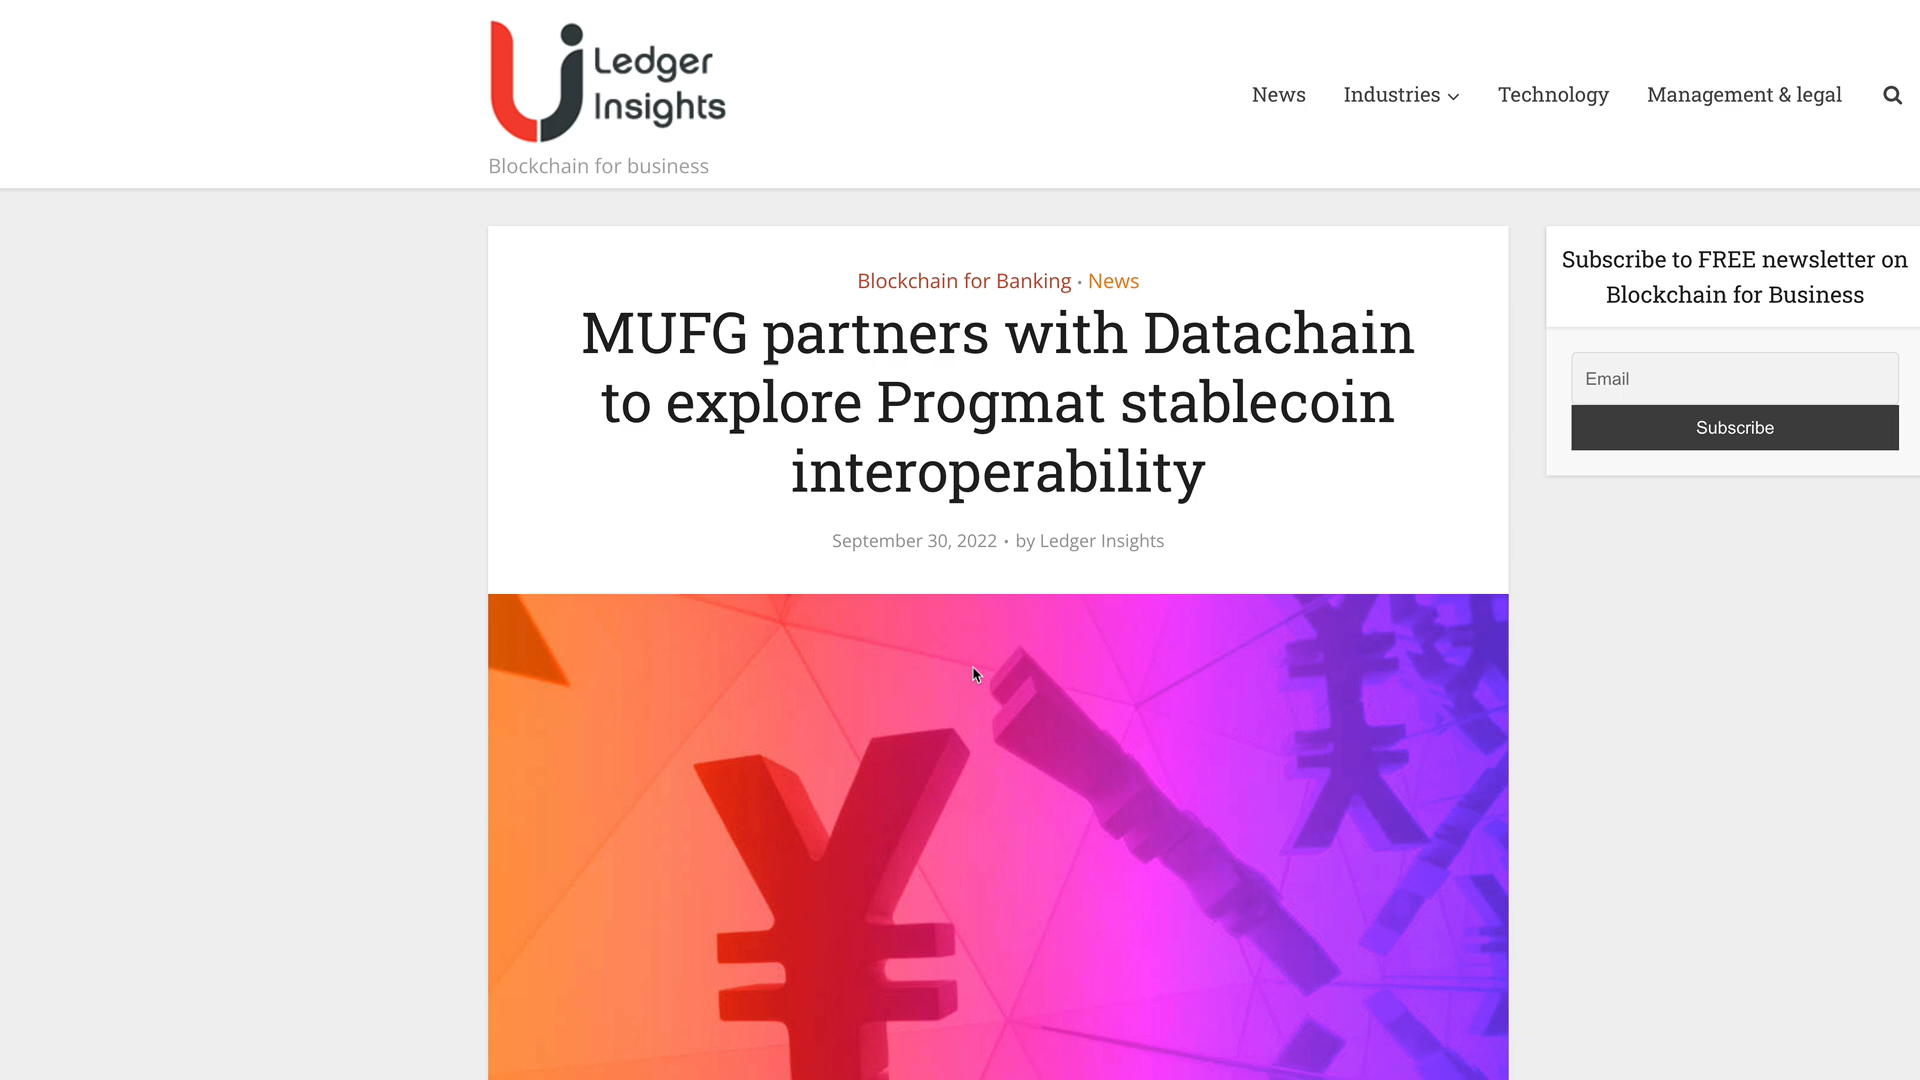 Ledger
Insights
Blockchain for business
News Industries Technology Management & legal
Blockchain for Banking • News
MUFG partners with Datachain
to explore Progmat stablecoin
interoperability
September 30, 2022 • by Ledger Insights
Subscribe to FREE newsletter on
Blockchain for Business
Email
Subscribe
¥